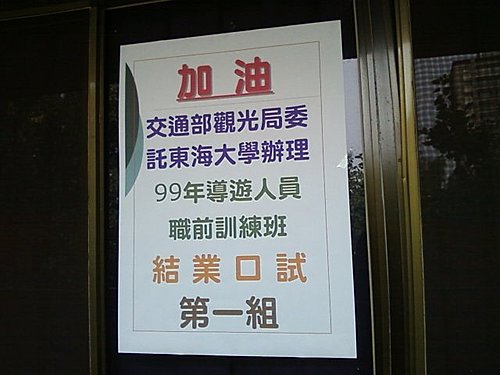 加油
交通部觀光局委
託東海大學辦理
99年導遊人員
職前訓練班
結業口試
第一組